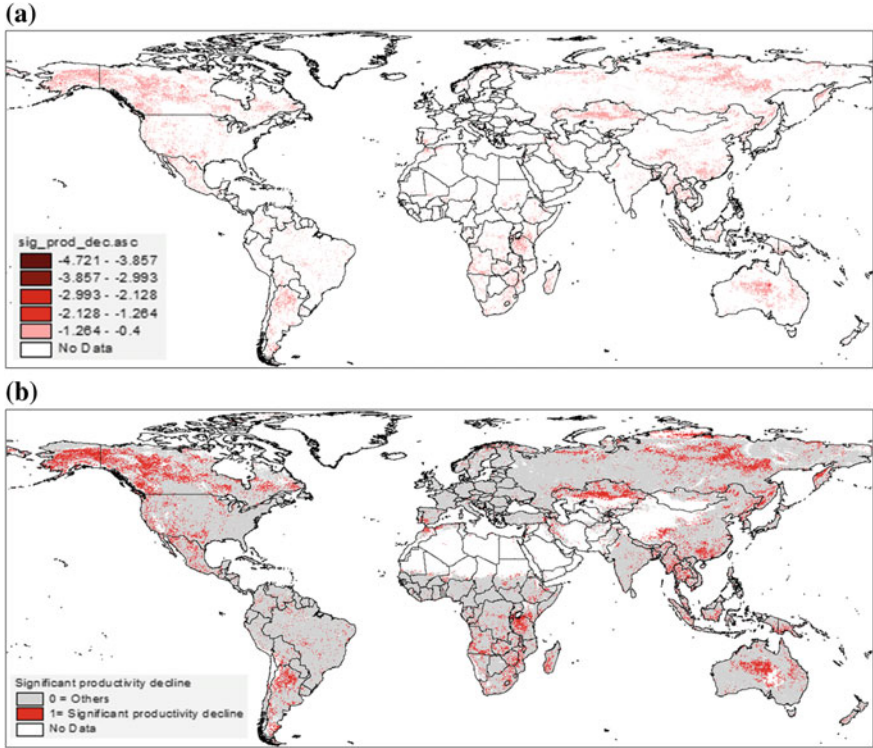 (a)
sig_prod_dec.asc
-4.721 - -3.857
-3.857 - -2.993
-2.993 - -2.128
-2.128 - -1.264
-1.264 - -0.4
No Data
(b)
Significant productivity decline
0 = Others
1= Significant productivity decline
No Data